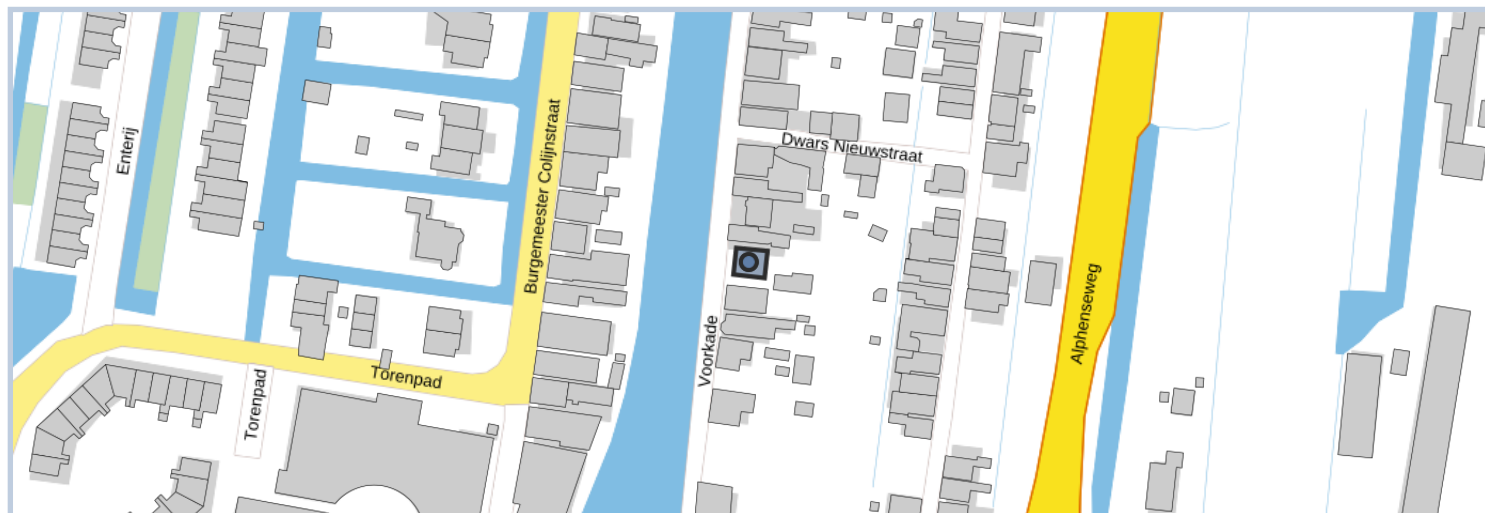 Enterij
Burgemeester Colijnstraat
Dwars Nieuwstraat
Voorkade
Alphenseweg
Torenpad
Torenpad